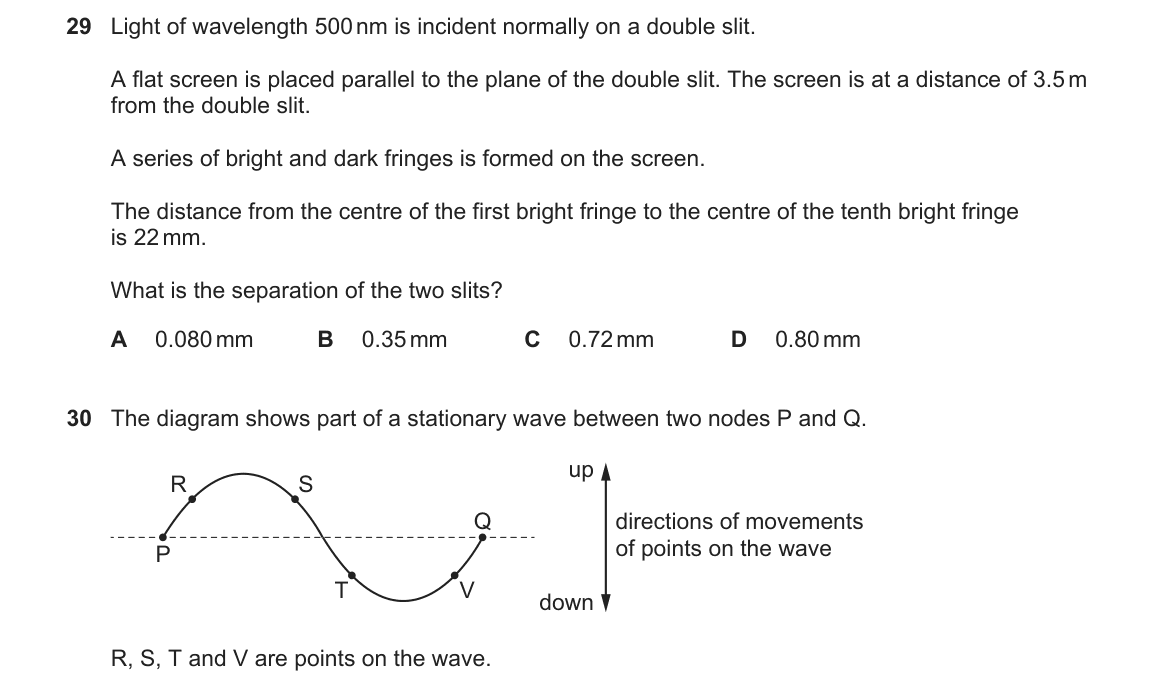 29 Light of wavelength 500 nm is incident normally on a double slit.
A flat screen is placed parallel to the plane of the double slit. The screen is at a distance of 3.5 m
from the double slit.
A series of bright and dark fringes is formed on the screen.
The distance from the centre of the first bright fringe to the centre of the tenth bright fringe
is 22 mm.
What is the separation of the two slits?
A 0.080 mm B 0.35 mm C 0.72 mm D 0.80 mm
30 The diagram shows part of a stationary wave between two nodes P and Q.
up
R S
Q
directions of movements
of points on the wave
P
T V
down
R, S, T and V are points on the wave.